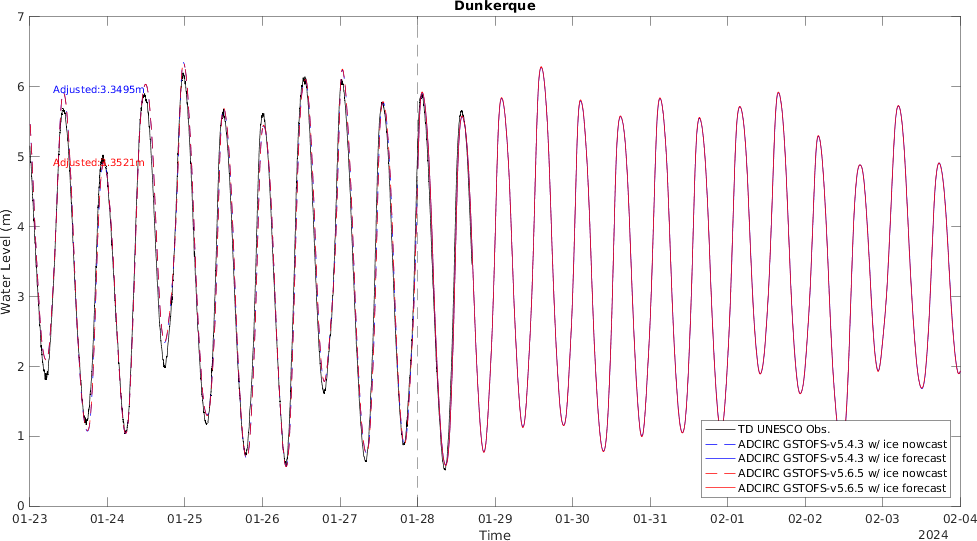 Dunkerque
7
6
5
4
3
2
1
0
Water Level (m)
Adjusted:3.3495m
Adjusted:3.3521m
TD UNESCO Obs.
ADCIRC GSTOFS-v5.4.3 w/ ice nowcast
ADCIRC GSTOFS-v5.4.3 w/ ice forecast
ADCIRC GSTOFS-v5.6.5 w/ ice nowcast
ADCIRC GSTOFS-v5.6.5 w/ ice forecast
01-23 01-24 01-25 01-26 01-27 01-28 01-29 01-30 01-31 02-01 02-02 02-03 02-04
Time
2024